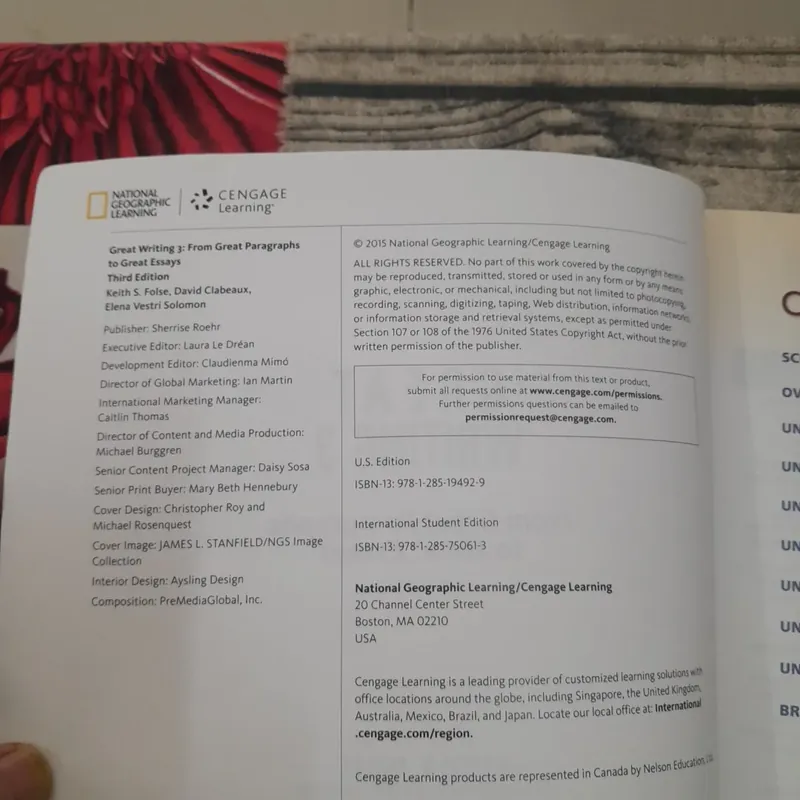 NATIONAL
GEOGRAPHIC
LEARNING
CENGAGE
Learning
Great Writing 3: From Great Paragraphs
to Great Essays
Third Edition
Keith S. Folse, David Clabeaux,
Elena Vestri Solomon
Publisher: Sherrise Roehr
Executive Editor: Laura Le Dréan
Development Editor: Claudienma Mimó
Director of Global Marketing: Ian Martin
International Marketing Manager:
Caitlin Thomas
Director of Content and Media Production:
Michael Burggren
Senior Content Project Manager: Daisy Sosa
Senior Print Buyer: Mary Beth Hennebury
Cover Design: Christopher Roy and
Michael Rosenquest
Cover Image: JAMES L. STANFIELD/NGS Image
Collection
Interior Design: Aysling Design
Composition: PreMediaGlobal, Inc.
© 2015 National Geographic Learning/Cengage Learning
ALL RIGHTS RESERVED. No part of this work covered by the copyright herein
may be reproduced, transmitted, stored or used in any form or by any means
graphic, electronic, or mechanical, including but not limited to photocopying,
recording, scanning, digitizing, taping, Web distribution, information networks,
or information storage and retrieval systems, except as permitted under
Section 107 or 108 of the 1976 United States Copyright Act, without the prior
written permission of the publisher.
For permission to use material from this text or product,
submit all requests online at www.cengage.com/permissions.
Further permissions questions can be emailed to
permissionrequest@cengage.com.
U.S. Edition
ISBN-13: 978-1-285-19492-9
International Student Edition
ISBN-13: 978-1-285-75061-3
National Geographic Learning/Cengage Learning
20 Channel Center Street
Boston, MA 02210
USA
Cengage Learning is a leading provider of customized learning solutions with
office locations around the globe, including Singapore, the United Kingdom,
Australia, Mexico, Brazil, and Japan. Locate our local office at: International
.cengage.com/region.
Cengage Learning products are represented in Canada by Nelson Education,
SC
OV
UN
UN
UN
UN
UN
UN
UN
BR